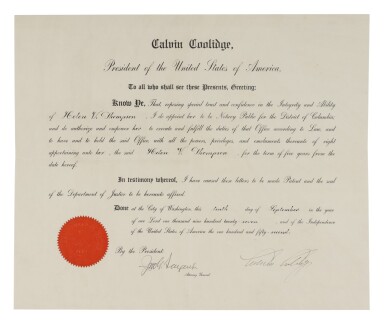 Calvin Coolidge,
President of the United States of America,
To all who shall see these Presents, Greeting:
Know Ye, That reposing special trust and confidence in the Integrity and Ability
of Helen V. Thompson, I do appoint her to be Notary Public for the District of Columbia
and do authorize and empower her to execute and fulfil the duties of that Office according to Law, and
to have and to hold the said Office with all the powers, privileges, and emoluments thereunto of right
appertaining unto her, the said Helen V. Thompson for the term of five years from the
date hereof.
In testimony whereof, I have caused these letters to be made Patent and the seal
of the Department of Justice to be hereunto affixed.
Done at the City of Washington this tenth day of September in the year
of our Lord one thousand nine hundred twenty and of the Independence
of the United States of America the one hundred and fifty
By the President:
Attorney General
Calvin Coolidge